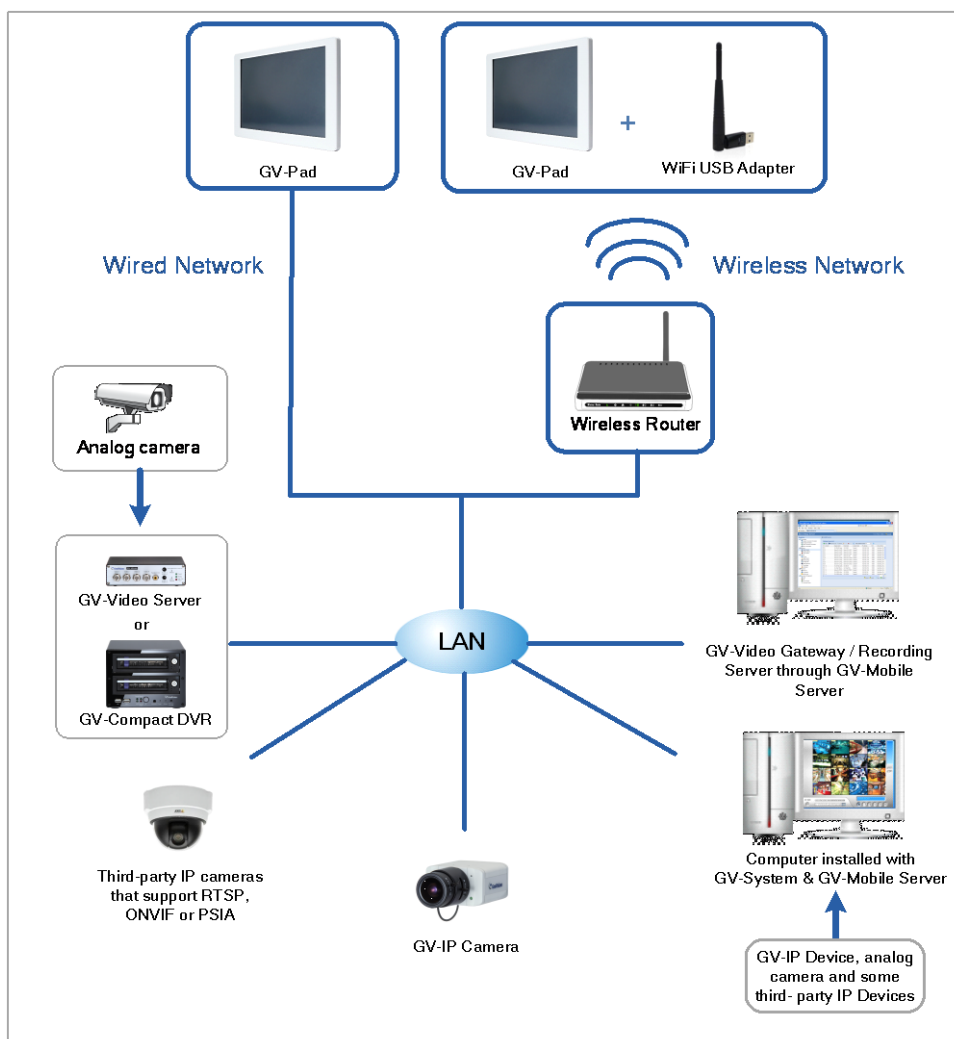 GV-Pad
GV-Pad
+
WiFi USB Adapter
Wired Network
Wireless Network
Wireless Router
Analog camera
GV-Video Server
or
GV-Compact DVR
LAN
GV-Video Gateway / Recording
Server through GV-Mobile
Server
Third-party IP cameras
that support RTSP,
ONVIF or PSIA
GV-IP Camera
Computer installed with
GV-System & GV-Mobile Server
GV-IP Device, analog
camera and some
third- party IP Devices